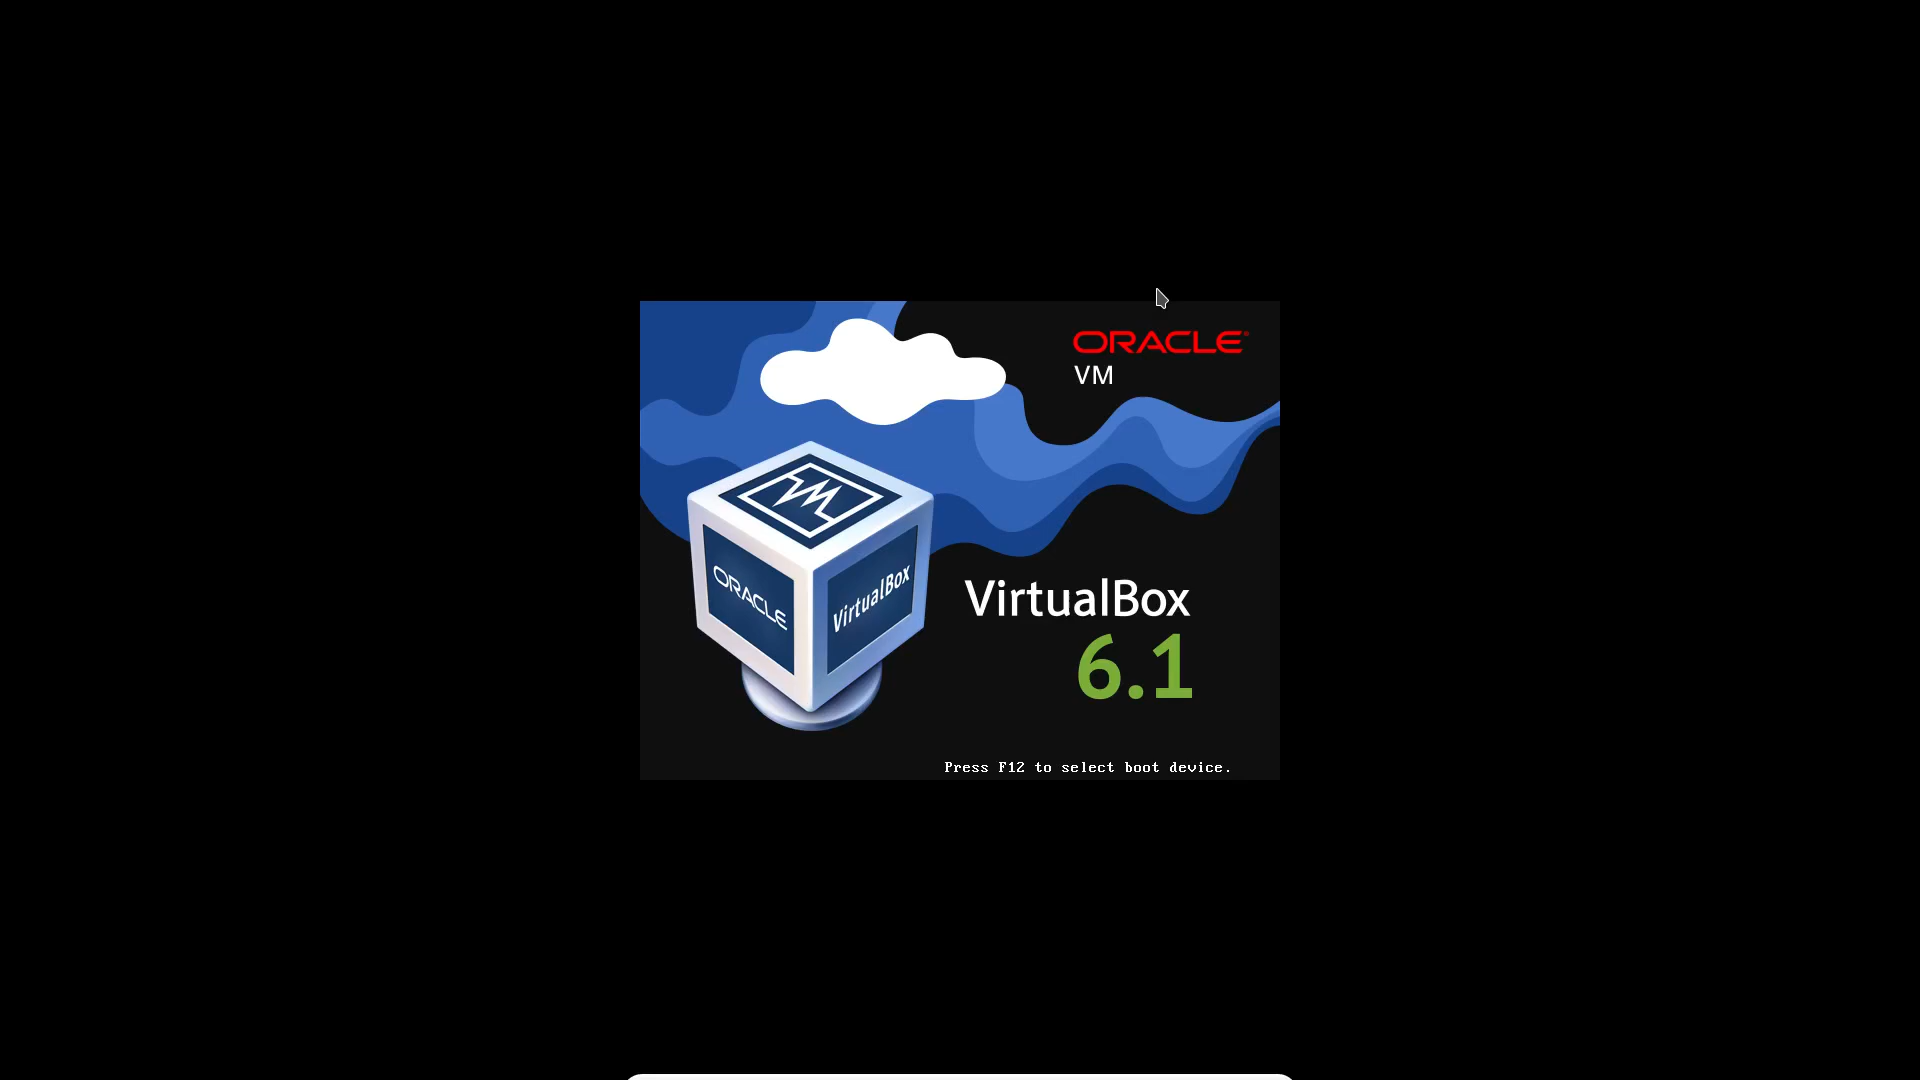 ORACLE®
VM
ORACLE
VirtualBox
VirtualBox
6.1
Press F12 to select boot device.